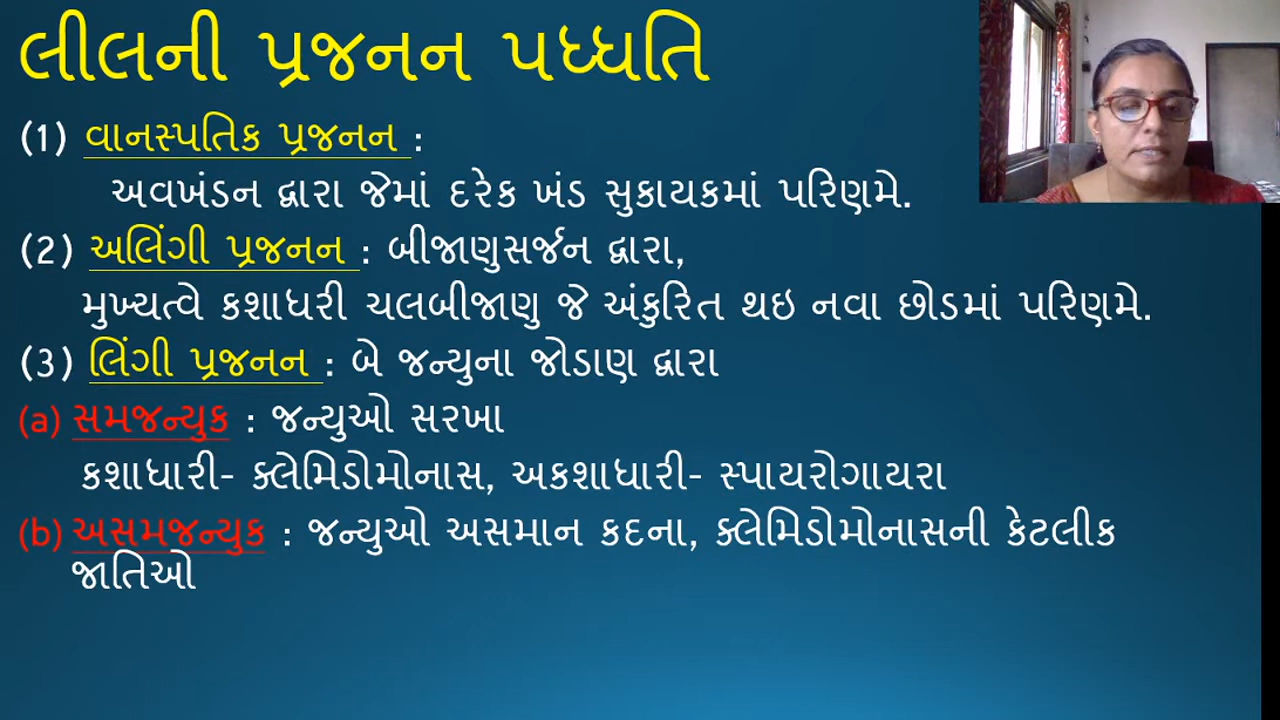 લીલની પ્રજનન પધ્ધતિ
(1) વાનસ્પતિક પ્રજનન :
અવખંડન દ્વારા જેમાં દરેક ખંડ સુકાયકમાં પરિણમે.
(2) અલિંગી પ્રજનન : બીજાણુસર્જન દ્વારા,
મુખ્યત્વે કશાધરી ચલબીજાણુ જે અંકુરિત થઇ નવા છોડમાં પરિણમે.
(3) લિંગી પ્રજનન : બે જન્યુના જોડાણ દ્વારા
(a) સમજન્યુક : જન્યુઓ સરખા
કશાધારી- ક્લેમિડોમોનાસ, અકશાધારી- સ્પાયરોગાયરા
(b) અસમજન્યુક : જન્યુઓ અસમાન કદના, ક્લેમિડોમોનાસની કેટલીક
જાતિઓ